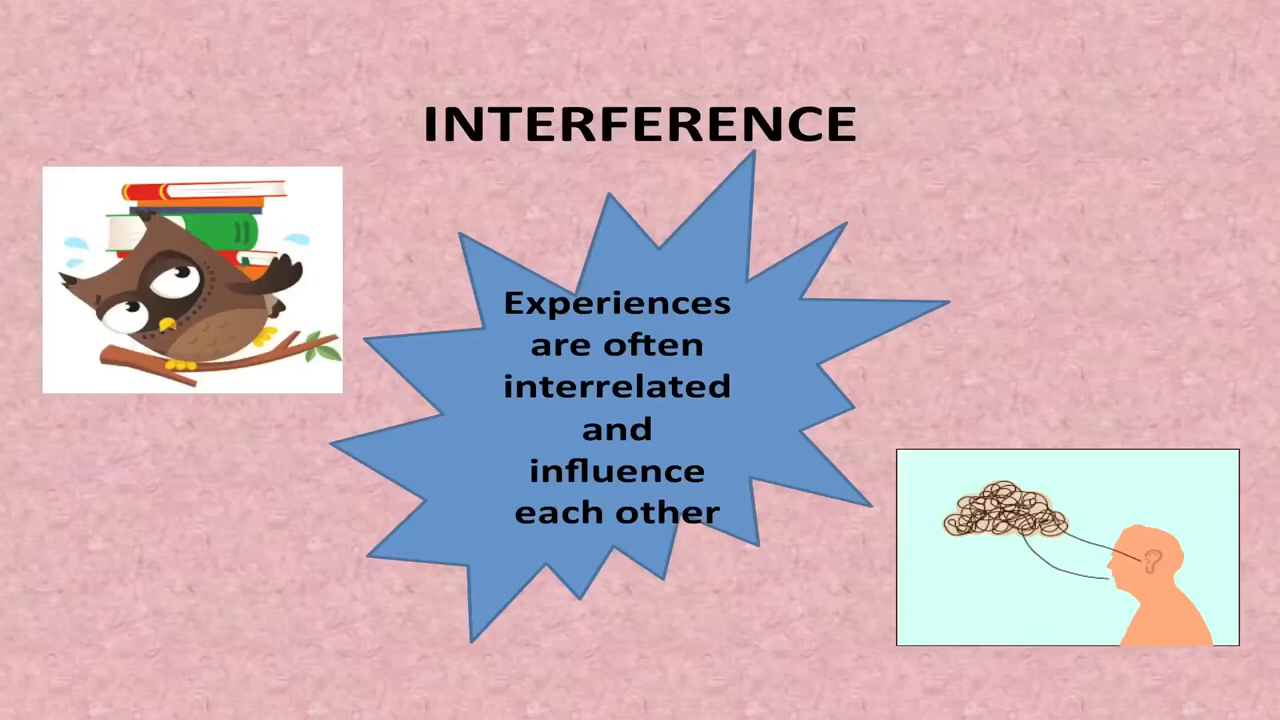 INTERFERENCE
Experiences
are often
interrelated
and
influence
each other